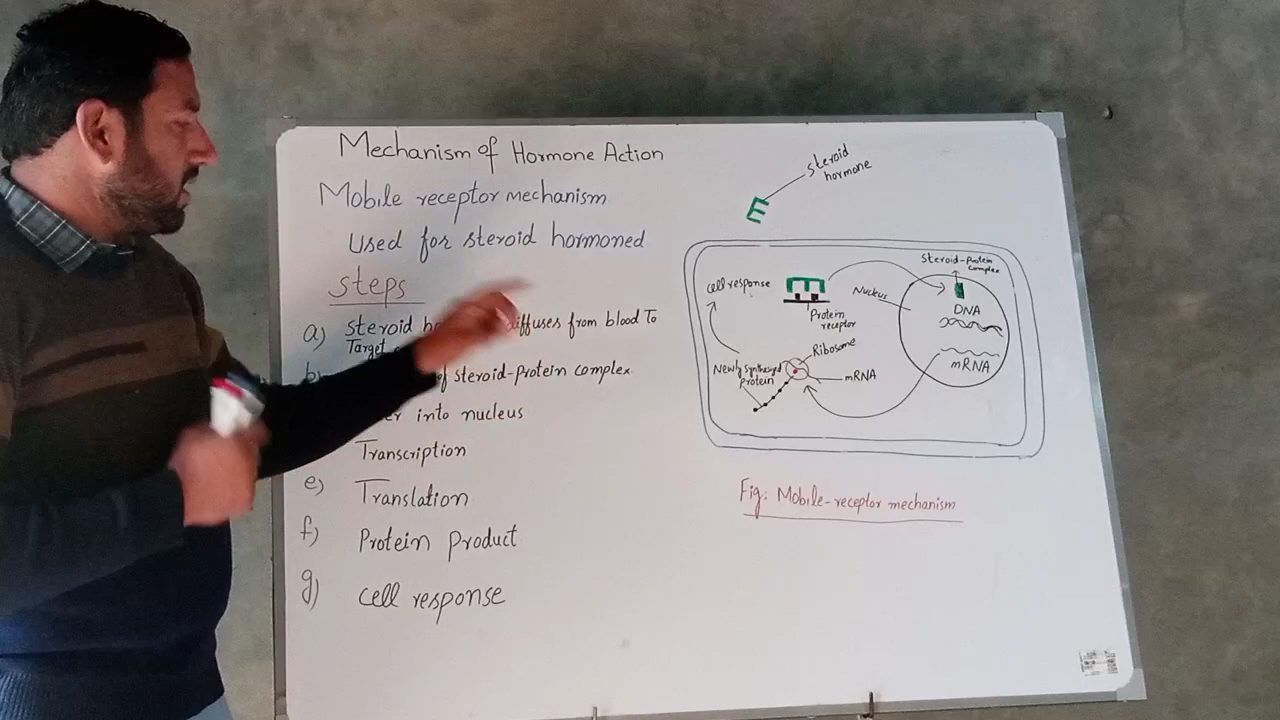 Mechanism of Hormone Action
Mobile receptor mechanism
Used for steroid hormoned
Steps
a) Steroid diffuses from blood To
Target
of steroid-protein complex
into nucleus
Transcription
e) Translation
f) Protein Product
g) Cell response
Steroid
hormone
Steroid-Protein
complex
Cell response
Nucleus
Protein
receptor
DNA
mRNA
Ribosome
mRNA
Newly synthesized
Protein
Fig: Mobile-receptor mechanism